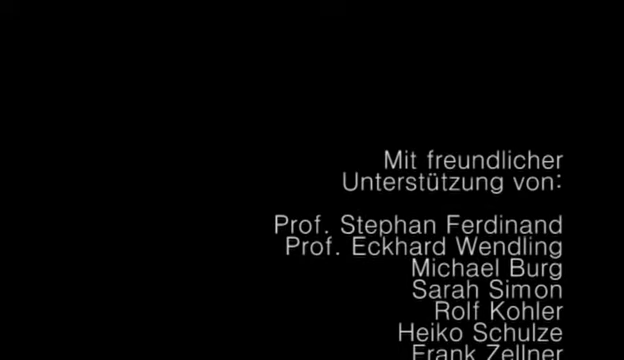 Mit freundlicher
Unterstützung von:
Prof. Stephan Ferdinand
Prof. Eckhard Wendling
Michael Burg
Sarah Simon
Rolf Kohler
Heiko Schulze
Frank Zellner